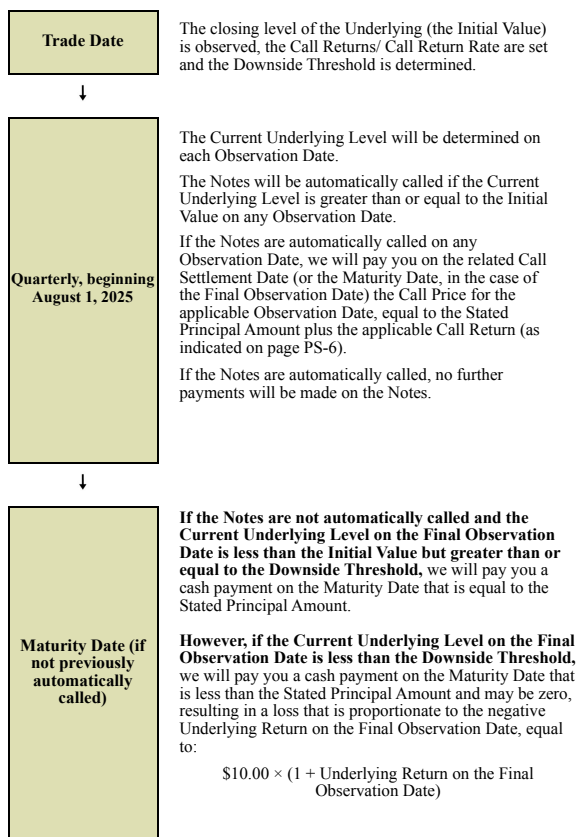 Trade Date
The closing level of the Underlying (the Initial Value)
is observed, the Call Returns/ Call Return Rate are set
and the Downside Threshold is determined.
↓
Quarterly, beginning
August 1, 2025
The Current Underlying Level will be determined on
each Observation Date.
The Notes will be automatically called if the Current
Underlying Level is greater than or equal to the Initial
Value on any Observation Date.
If the Notes are automatically called on any
Observation Date, we will pay you on the related Call
Settlement Date (or the Maturity Date, in the case of
the Final Observation Date) the Call Price for the
applicable Observation Date, equal to the Stated
Principal Amount plus the applicable Call Return (as
indicated on page PS-6).
If the Notes are automatically called, no further
payments will be made on the Notes.
↓
Maturity Date (if
not previously
automatically
called)
If the Notes are not automatically called and the
Current Underlying Level on the Final Observation
Date is less than the Initial Value but greater than or
equal to the Downside Threshold, we will pay you a
cash payment on the Maturity Date that is equal to the
Stated Principal Amount.
However, if the Current Underlying Level on the Final
Observation Date is less than the Downside Threshold,
we will pay you a cash payment on the Maturity Date that
is less than the Stated Principal Amount and may be zero,
resulting in a loss that is proportionate to the negative
Underlying Return on the Final Observation Date, equal
to:
$10.00 × (1 + Underlying Return on the Final
Observation Date)